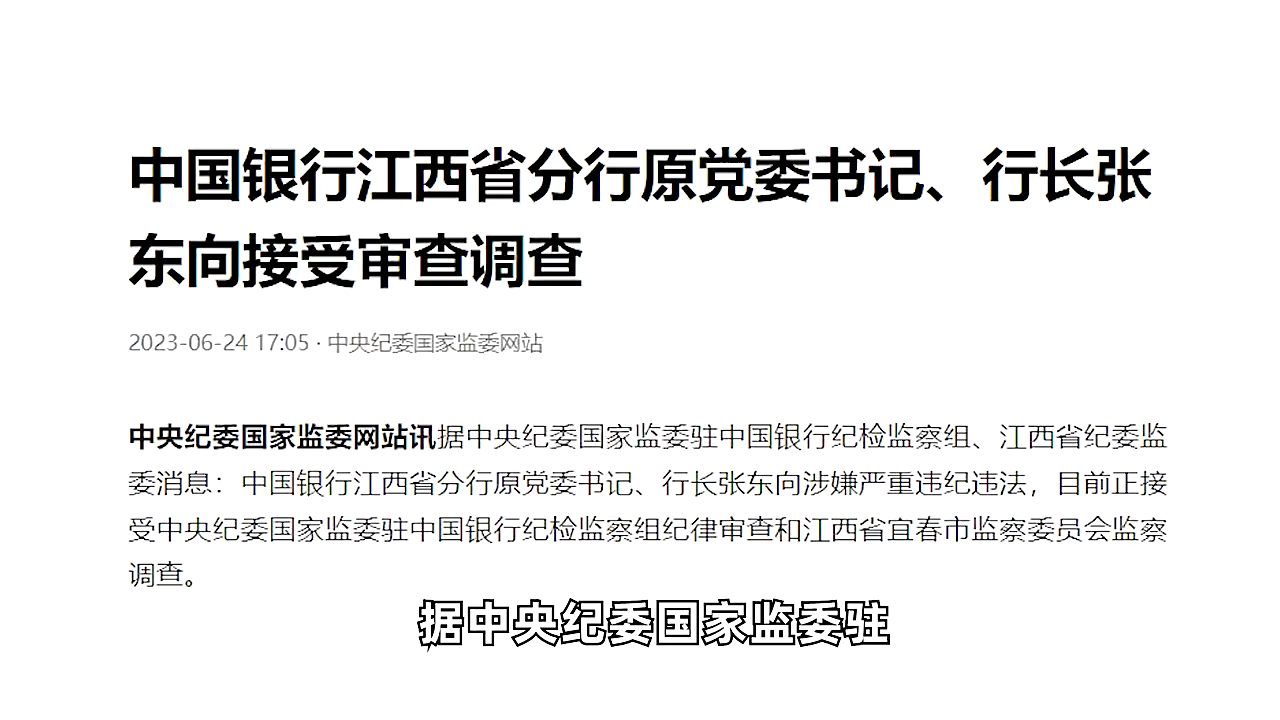 中国银行江西省分行原党委书记、行长张
东向接受审查调查
2023-06-24 17:05 · 中央纪委国家监委网站
中央纪委国家监委网站讯据中央纪委国家监委驻中国银行纪检监察组、江西省纪委监
委消息：中国银行江西省分行原党委书记、行长张东向涉嫌严重违纪违法，目前正接
受中央纪委国家监委驻中国银行纪检监察组纪律审查和江西省宜春市监察委员会监察
调查。
据中央纪委国家监委驻